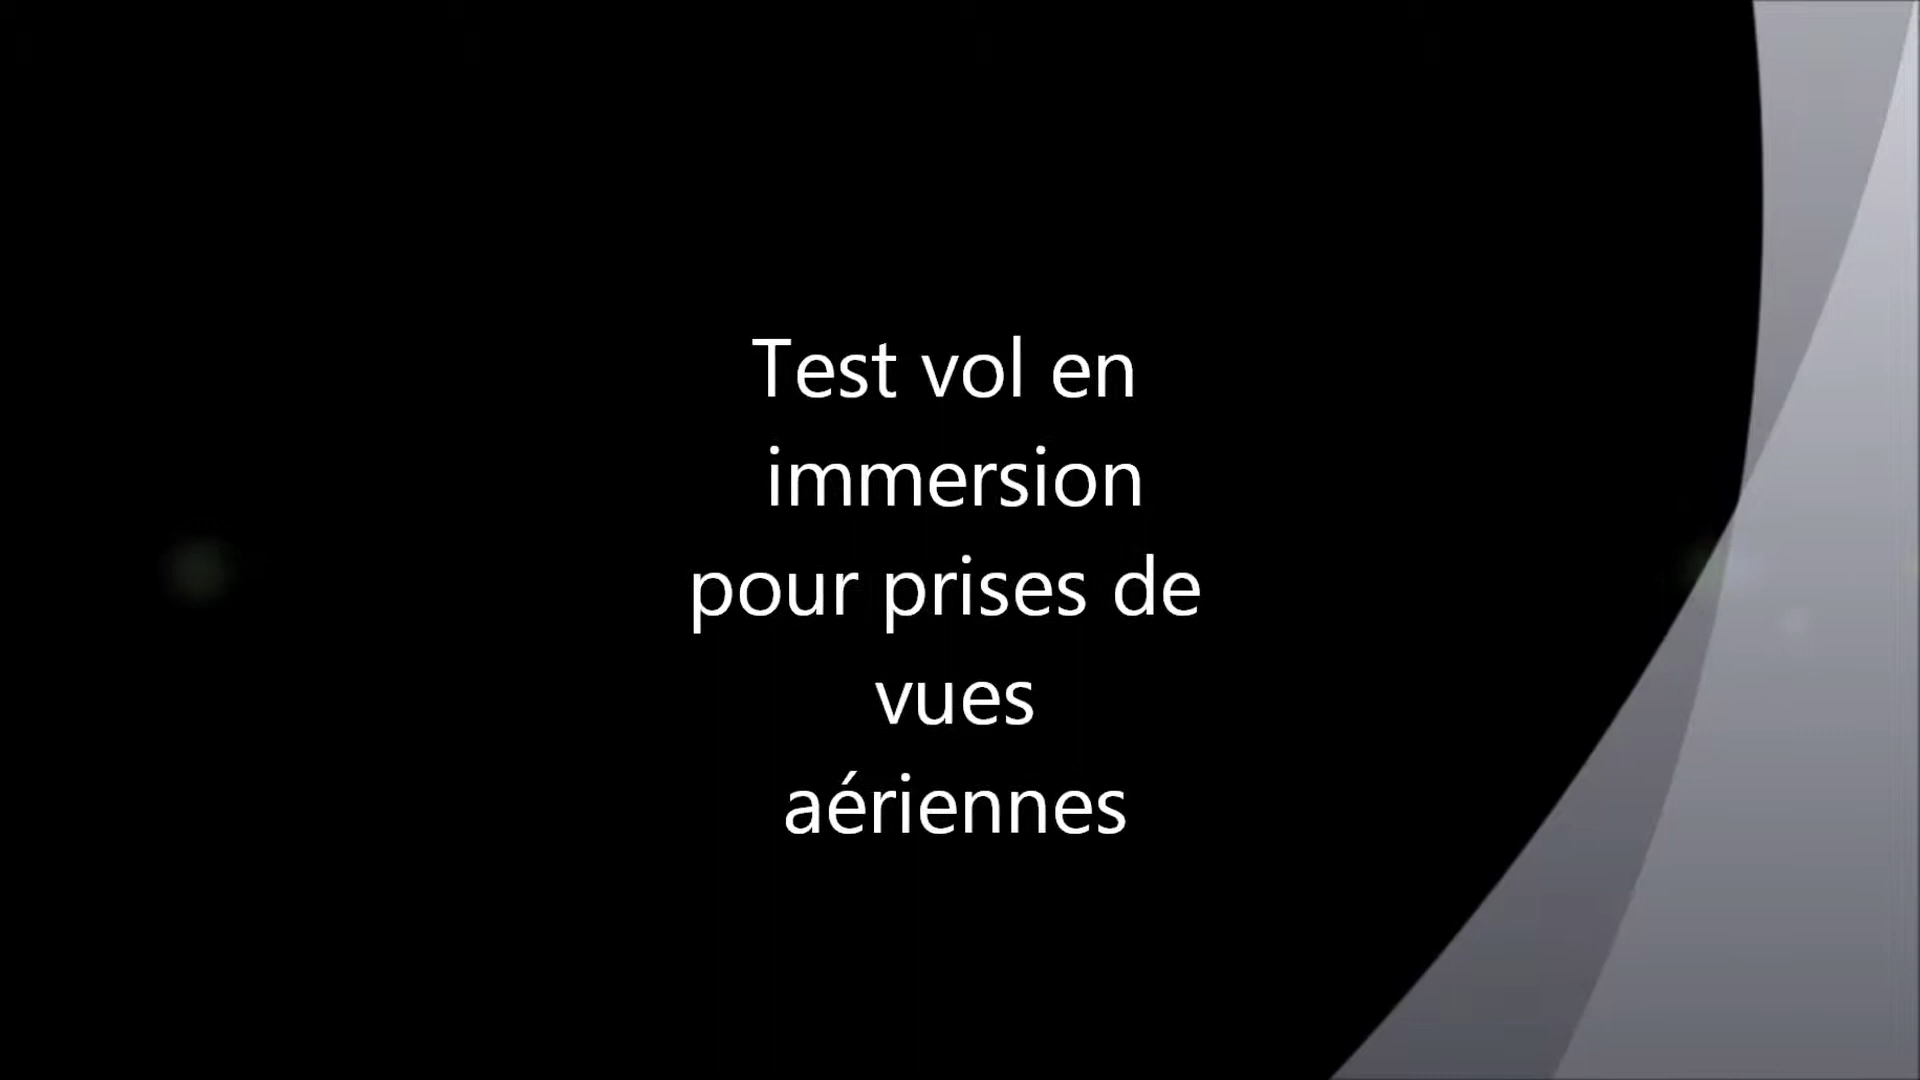 Test vol en
immersion
pour prises de
vues
aériennes